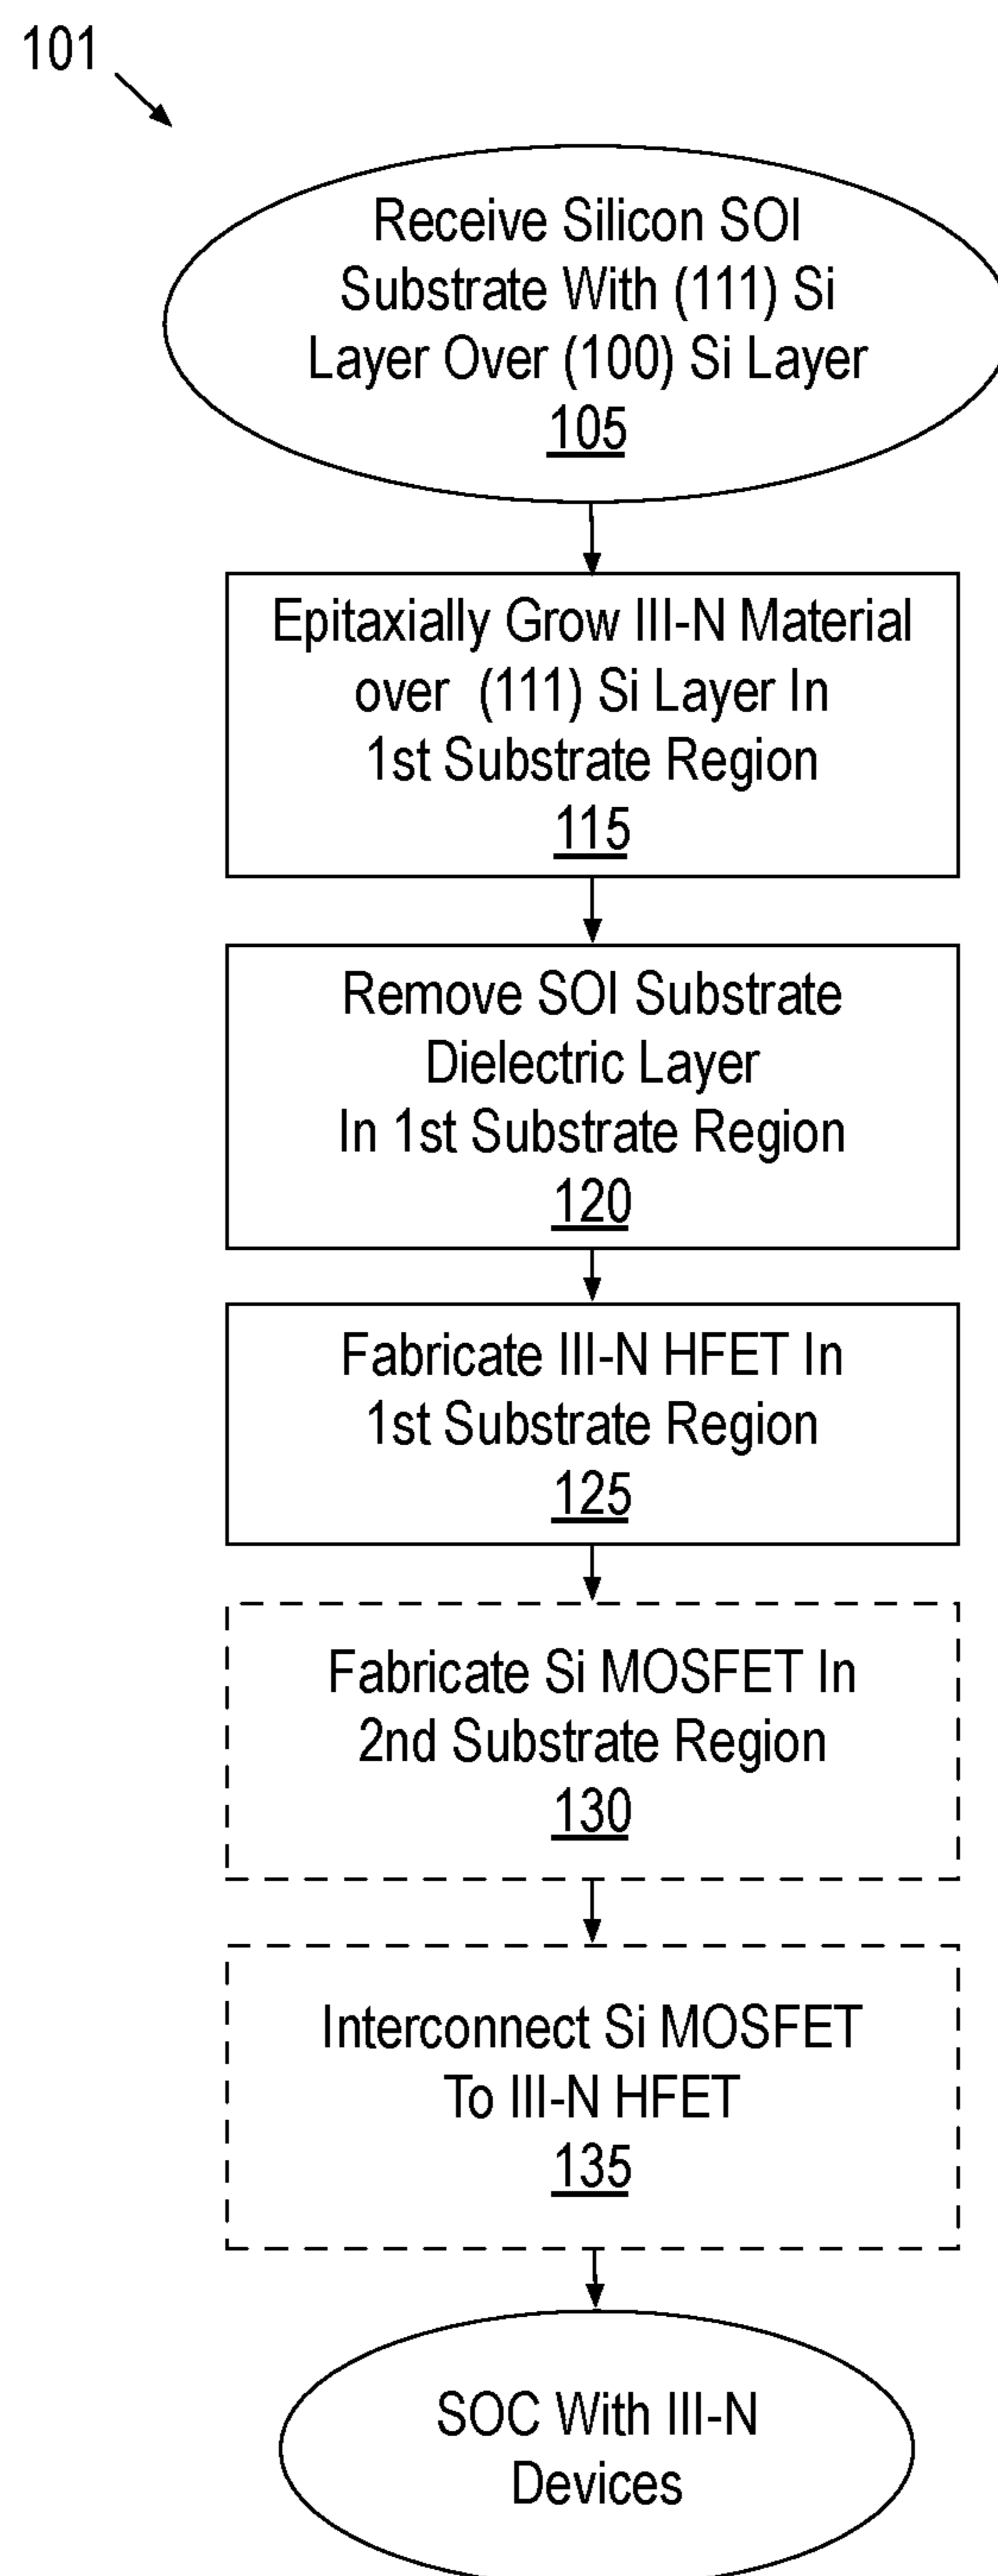 101
Receive Silicon SOI
Substrate With (111) Si
Layer Over (100) Si Layer
105
Epitaxially Grow III-N Material
over (111) Si Layer In
1st Substrate Region
115
Remove SOI Substrate
Dielectric Layer
In 1st Substrate Region
120
Fabricate III-N HFET In
1st Substrate Region
125
Fabricate Si MOSFET In
2nd Substrate Region
130
Interconnect Si MOSFET
To III-N HFET
135
SOC With III-N
Devices